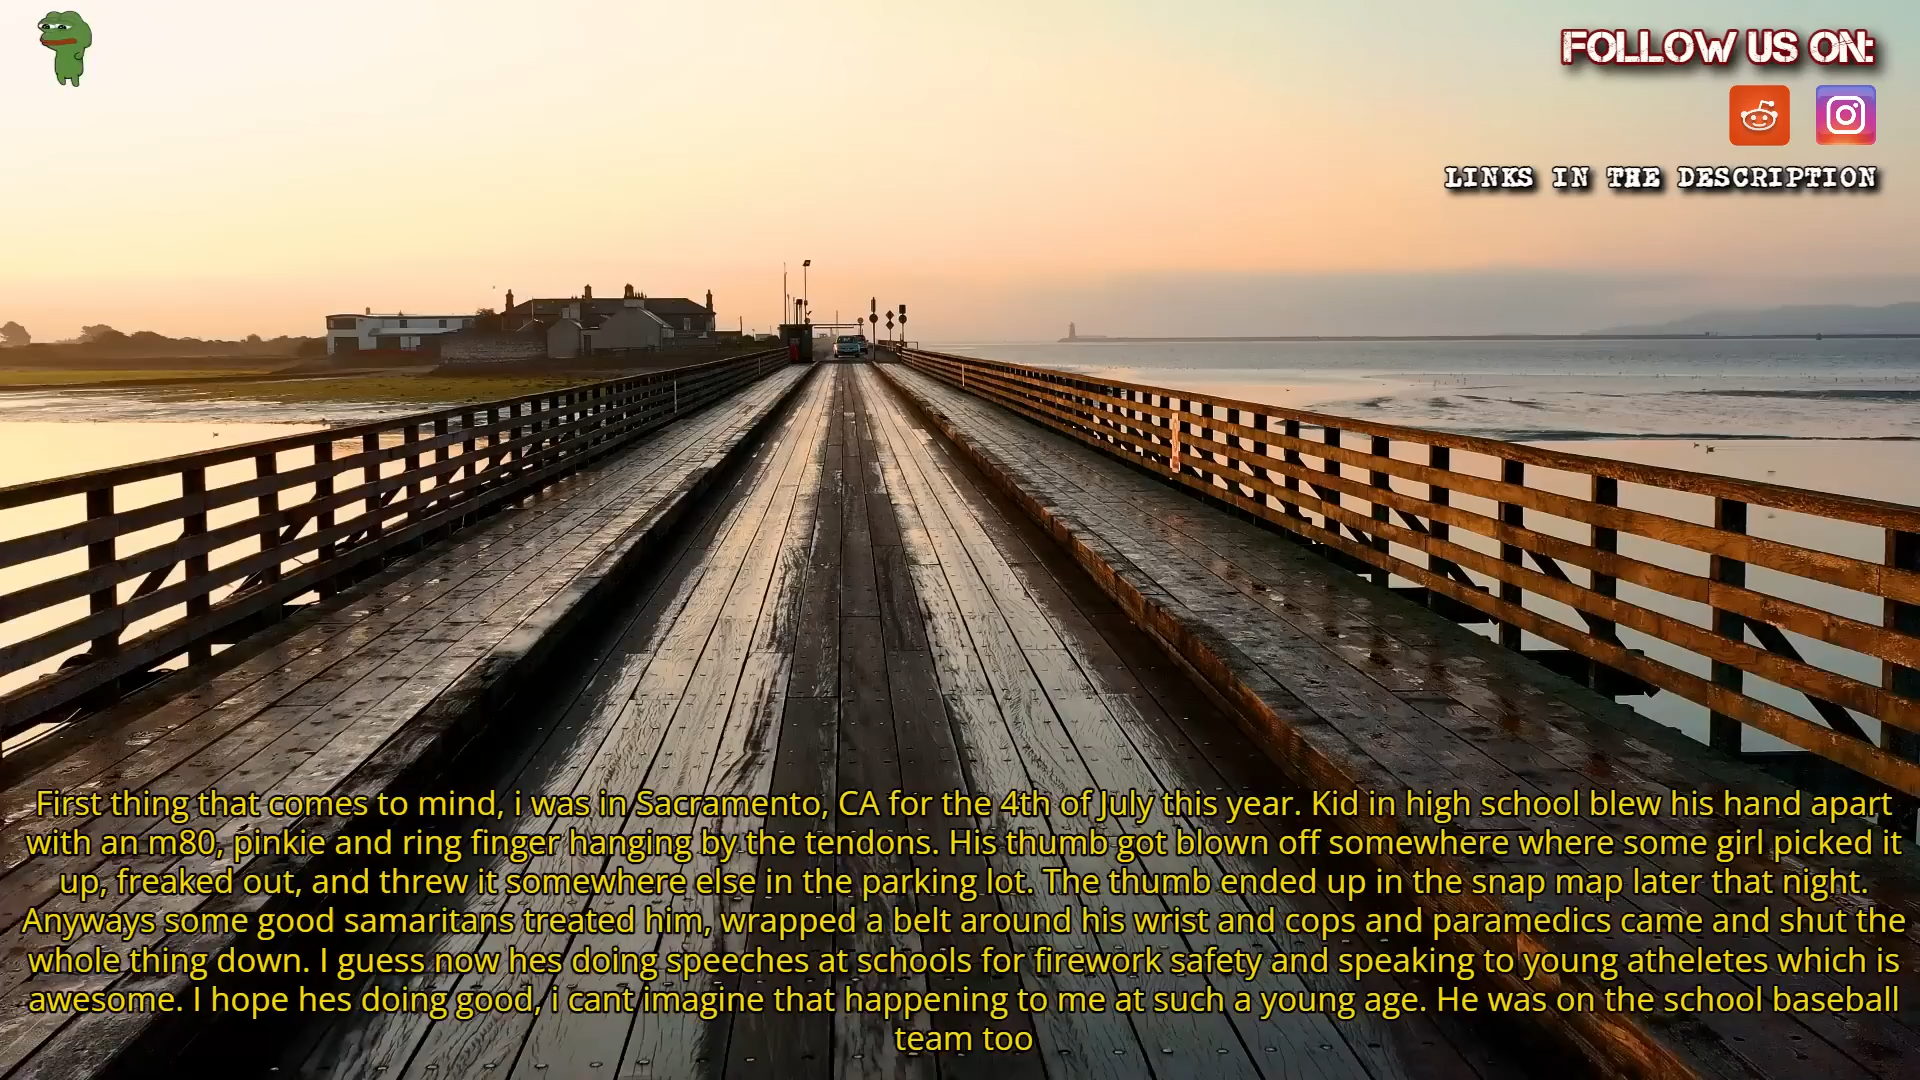 FOLLOW US ON:
LINKS IN THE DESCRIPTION
First thing that comes to mind, i was in Sacramento, CA for the 4th of July this year. Kid in high school blew his hand apart
with an m80, pinkie and ring finger hanging by the tendons. His thumb got blown off somewhere where some girl picked it
up, freaked out, and threw it somewhere else in the parking lot. The thumb ended up in the snap map later that night.
Anyways some good samaritans treated him, wrapped a belt around his wrist and cops and paramedics came and shut the
whole thing down. I guess now hes doing speeches at schools for firework safety and speaking to young atheletes which is
awesome. I hope hes doing good, i cant imagine that happening to me at such a young age. He was on the school baseball
team too